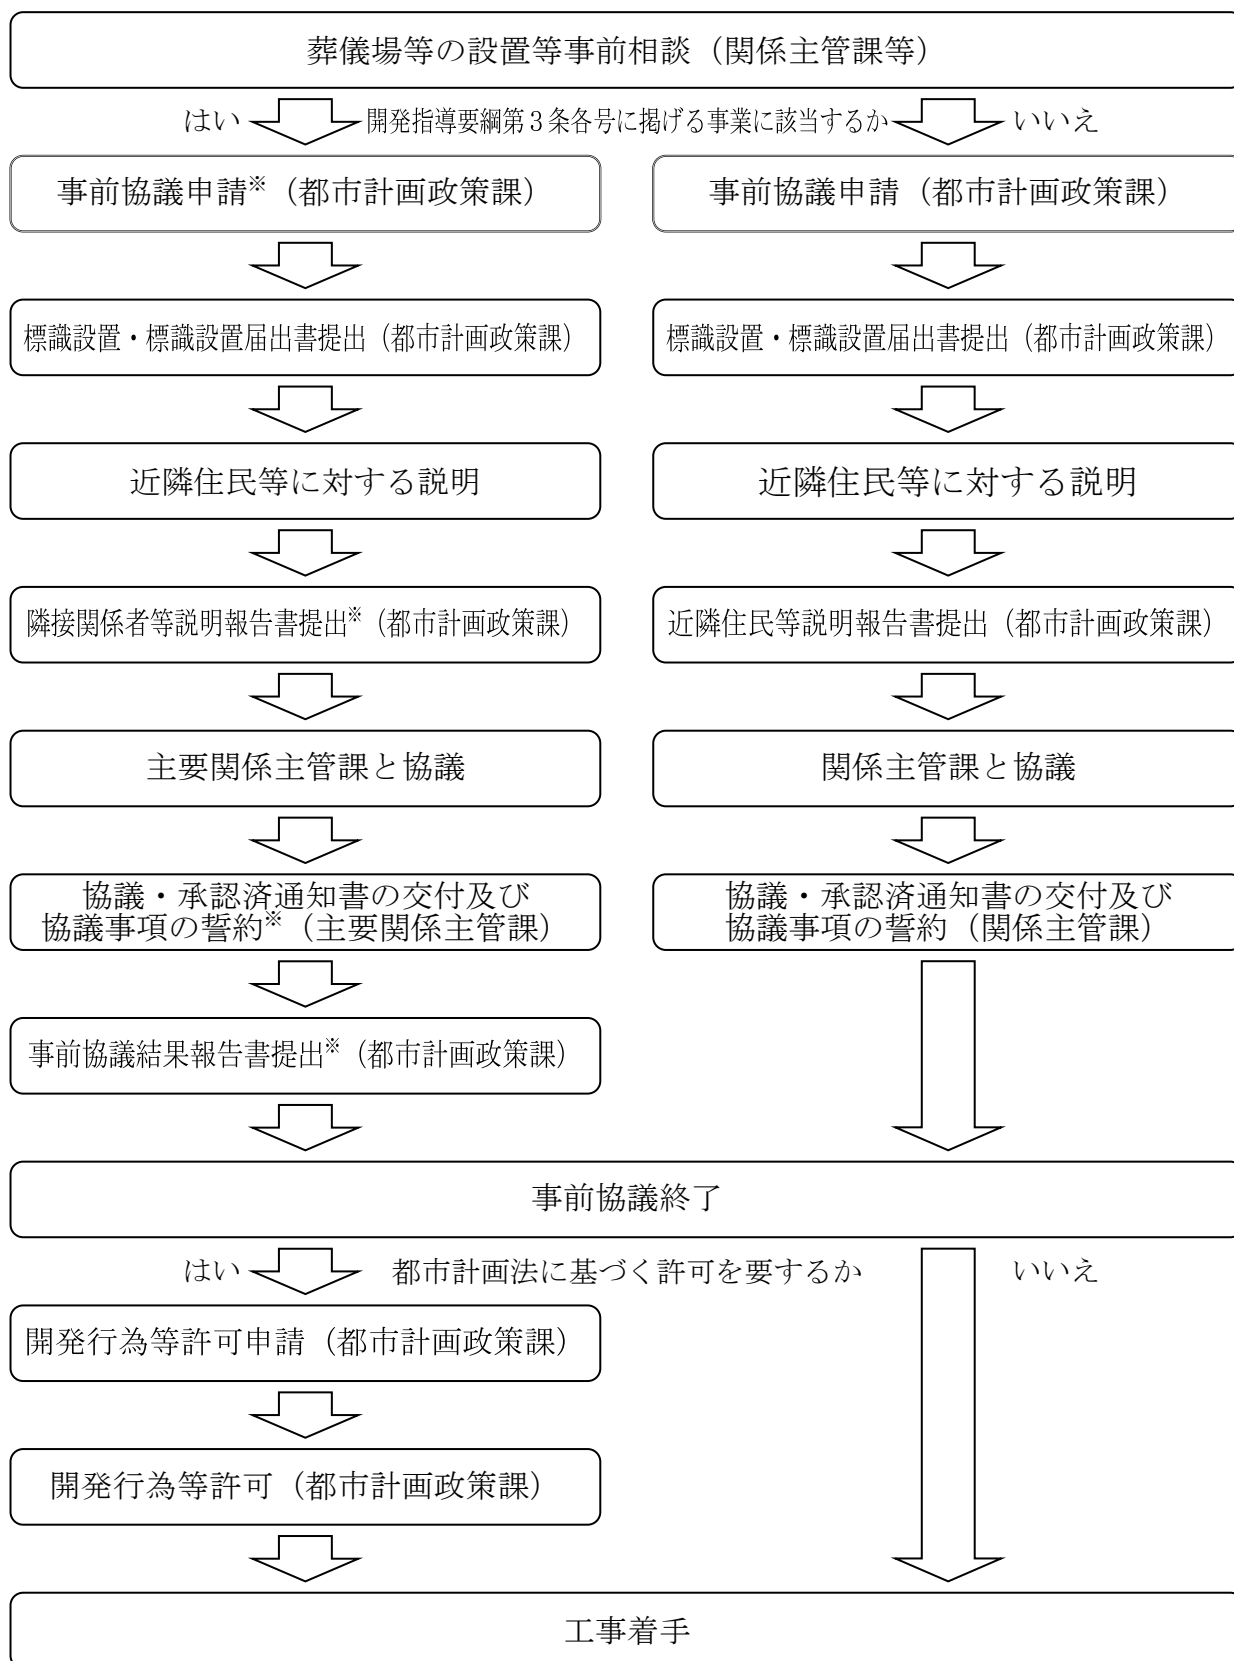 葬儀場等の設置等事前相談（関係主管課等）
はい 開発指導要綱第３条各号に掲げる事業に該当するか いいえ
事前協議申請※（都市計画政策課） 事前協議申請（都市計画政策課）
標識設置・標識設置届出書提出（都市計画政策課） 標識設置・標識設置届出書提出（都市計画政策課）
近隣住民等に対する説明 近隣住民等に対する説明
隣接関係者等説明報告書提出※（都市計画政策課） 近隣住民等説明報告書提出（都市計画政策課）
主要関係主管課と協議 関係主管課と協議
協議・承認済通知書の交付及び 協議・承認済通知書の交付及び
協議事項の誓約※（主要関係主管課） 協議事項の誓約（関係主管課）
事前協議結果報告書提出※（都市計画政策課）
事前協議終了
はい 都市計画法に基づく許可を要するか いいえ
開発行為等許可申請（都市計画政策課）
開発行為等許可（都市計画政策課）
工事着手